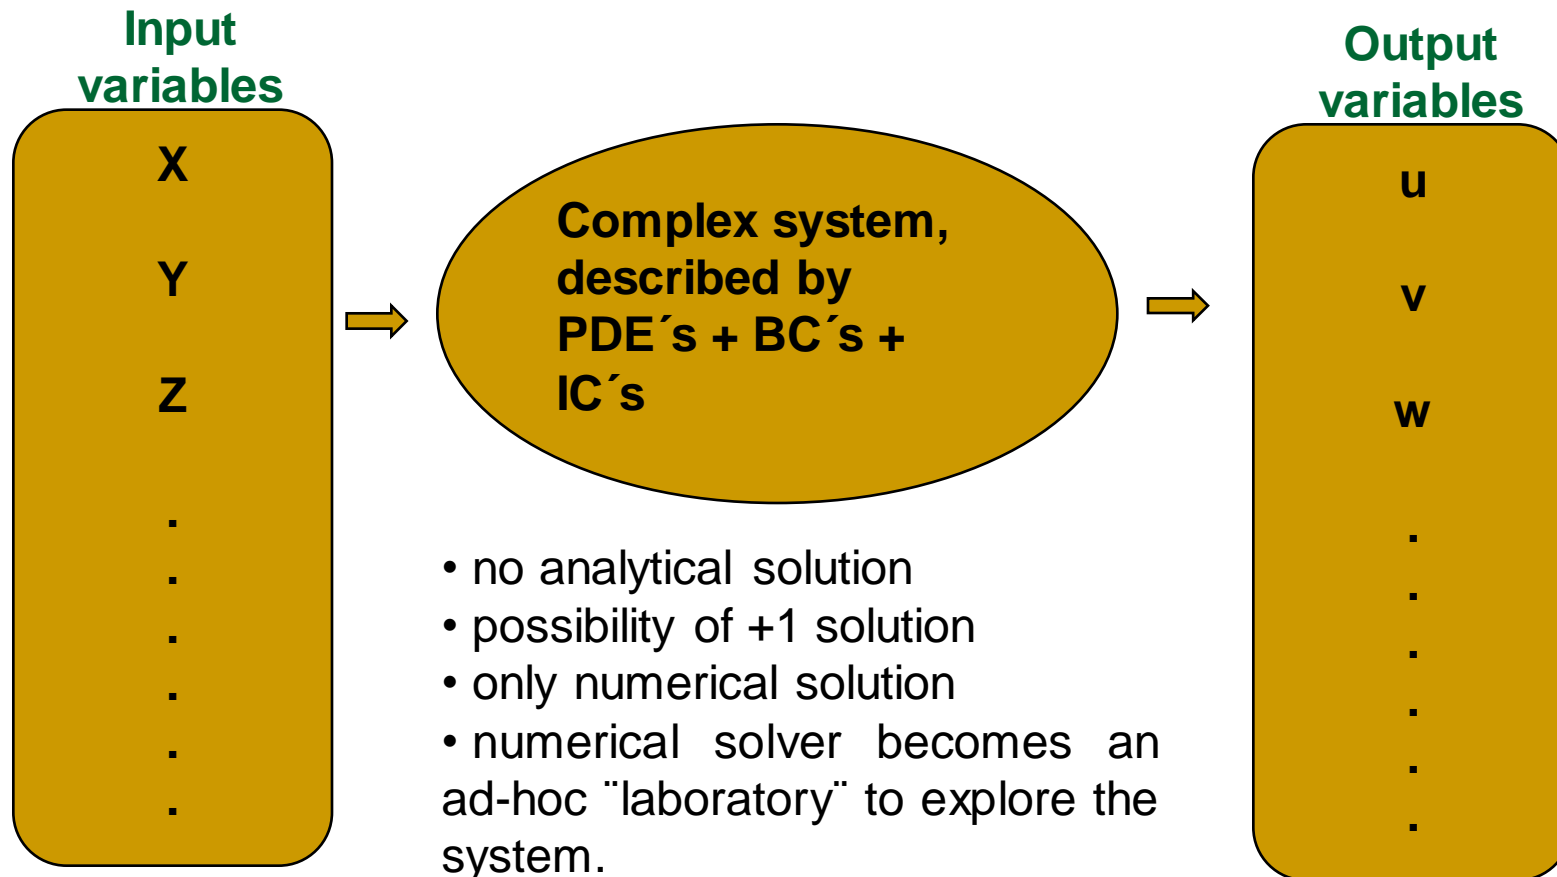 Input
variables
X
Y
Z
.
.
.
.
.
.
Complex system,
described by
PDE´s + BC´s +
IC´s
• no analytical solution
• possibility of +1 solution
• only numerical solution
• numerical solver becomes an
ad-hoc ¨laboratory¨ to explore the
system.
Output
variables
u
v
w
.
.
.
.
.
.